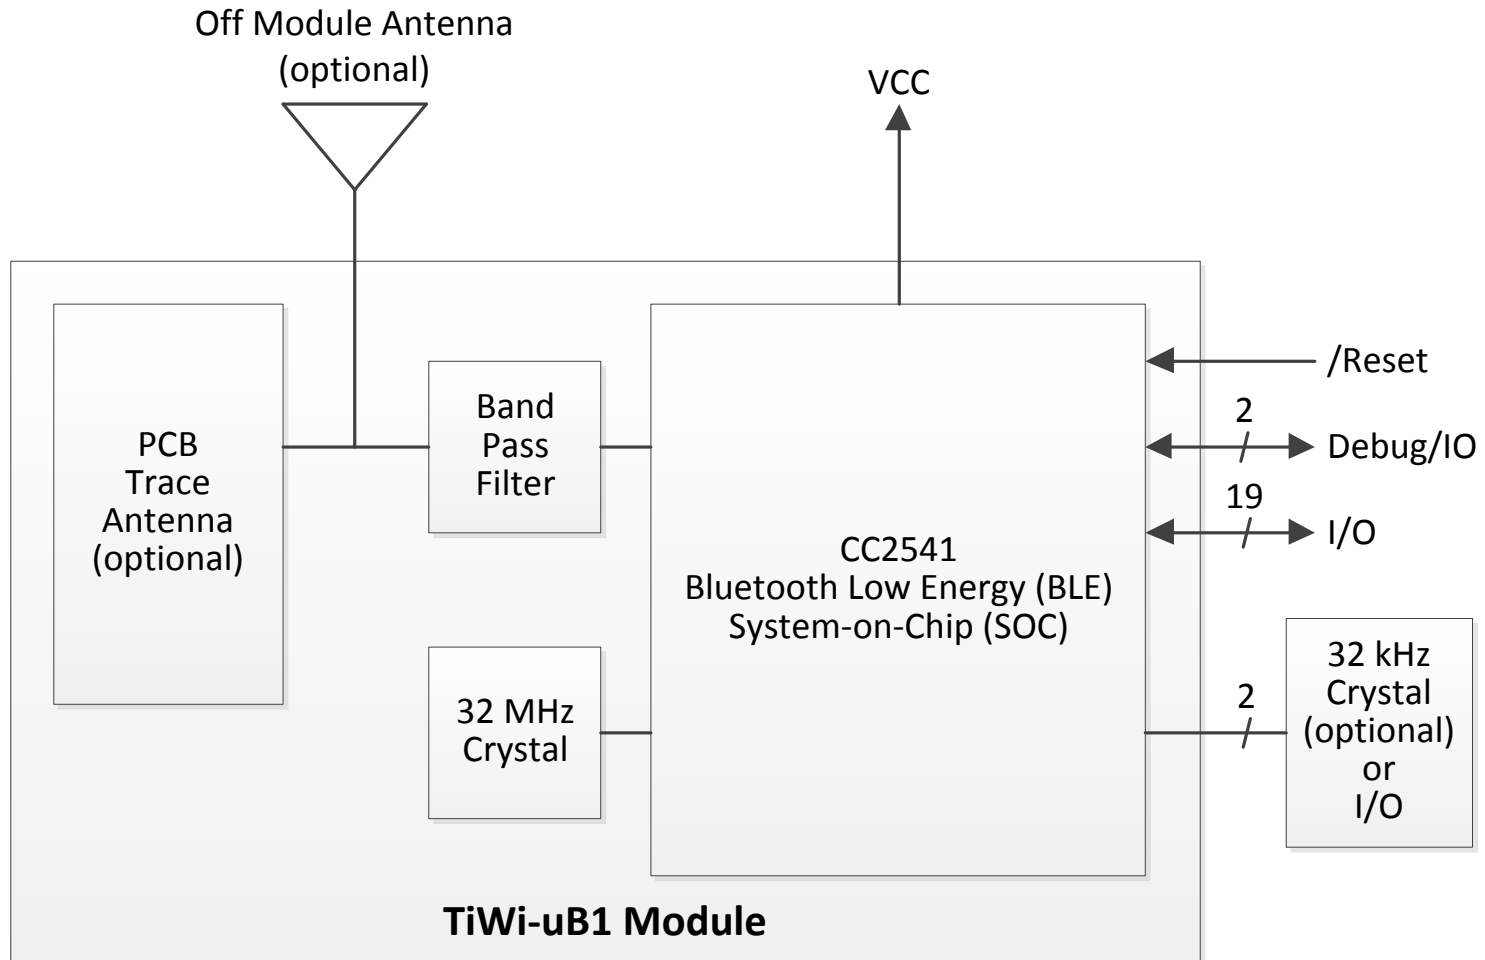 Off Module Antenna
(optional)
VCC
PCB
Trace
Antenna
(optional)
Band
Pass
Filter
32 MHz
Crystal
CC2541
Bluetooth Low Energy (BLE)
System-on-Chip (SOC)
/Reset
2
Debug/IO
19
I/O
2
32 kHz
Crystal
(optional)
or
I/O
TiWi-uB1 Module